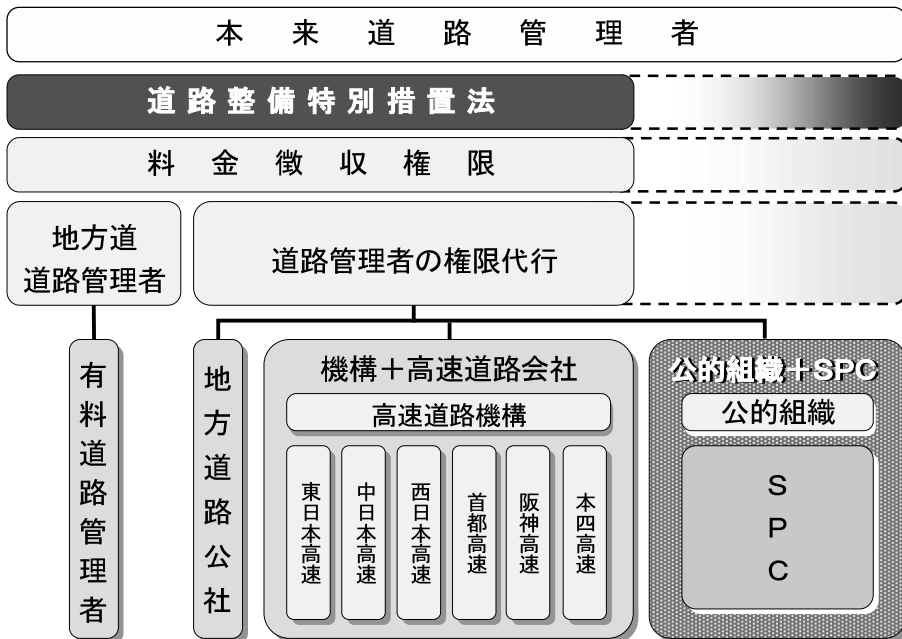 本来道路管理者
道路整備特別措置法
料金徴収権限
地方道
道路管理者
道路管理者の権限代行
有料道路管理者
地方道路公社
機構＋高速道路会社
高速道路機構
東日本高速
中日本高速
西日本高速
首都高速
阪神高速
本四高速
公的組織＋SPC
公的組織
S
P
C